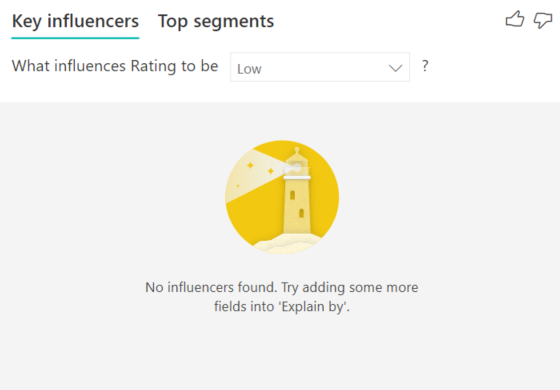 Key influencers Top segments
What influences Rating to be Low ?
No influencers found. Try adding some more
fields into 'Explain by'.